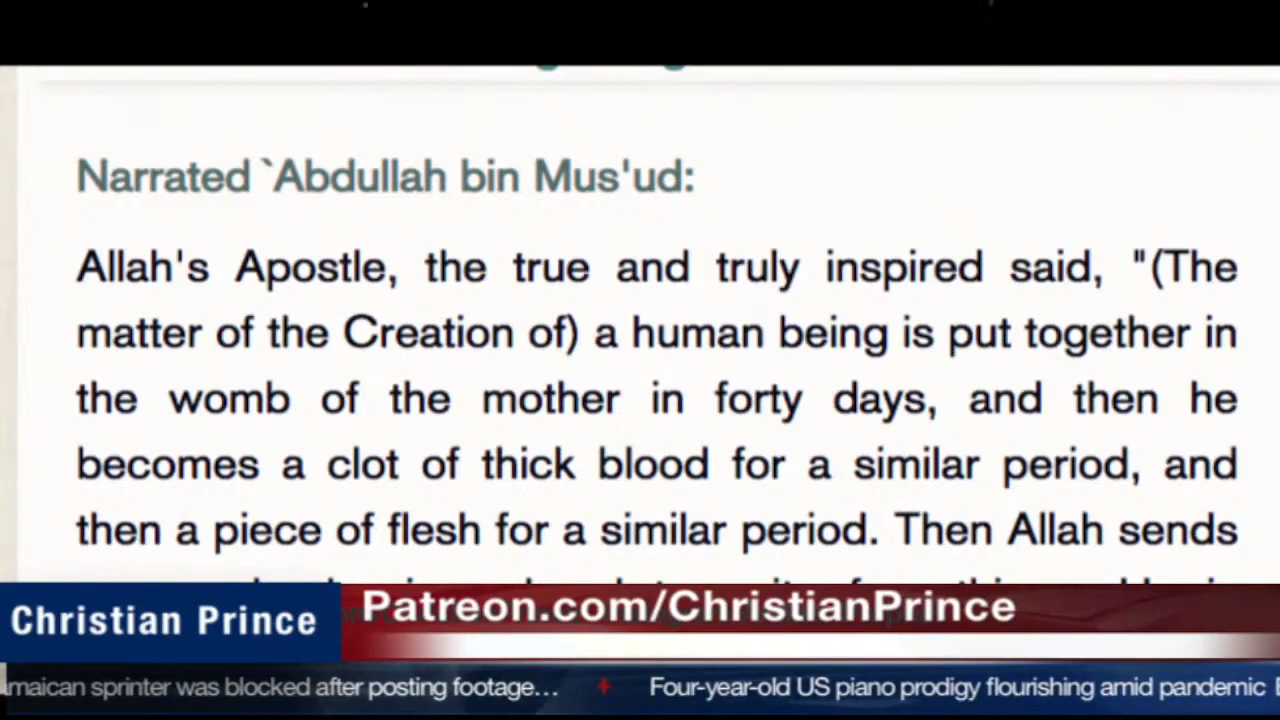 Narrated `Abdullah bin Mus'ud:
Allah's Apostle, the true and truly inspired said, "(The
matter of the Creation of) a human being is put together in
the womb of the mother in forty days, and then he
becomes a clot of thick blood for a similar period, and
then a piece of flesh for a similar period. Then Allah sends
Christian Prince
Patreon.com/ChristianPrince
maican sprinter was blocked after posting footage... Four-year-old US piano prodigy flourishing amid pandemic